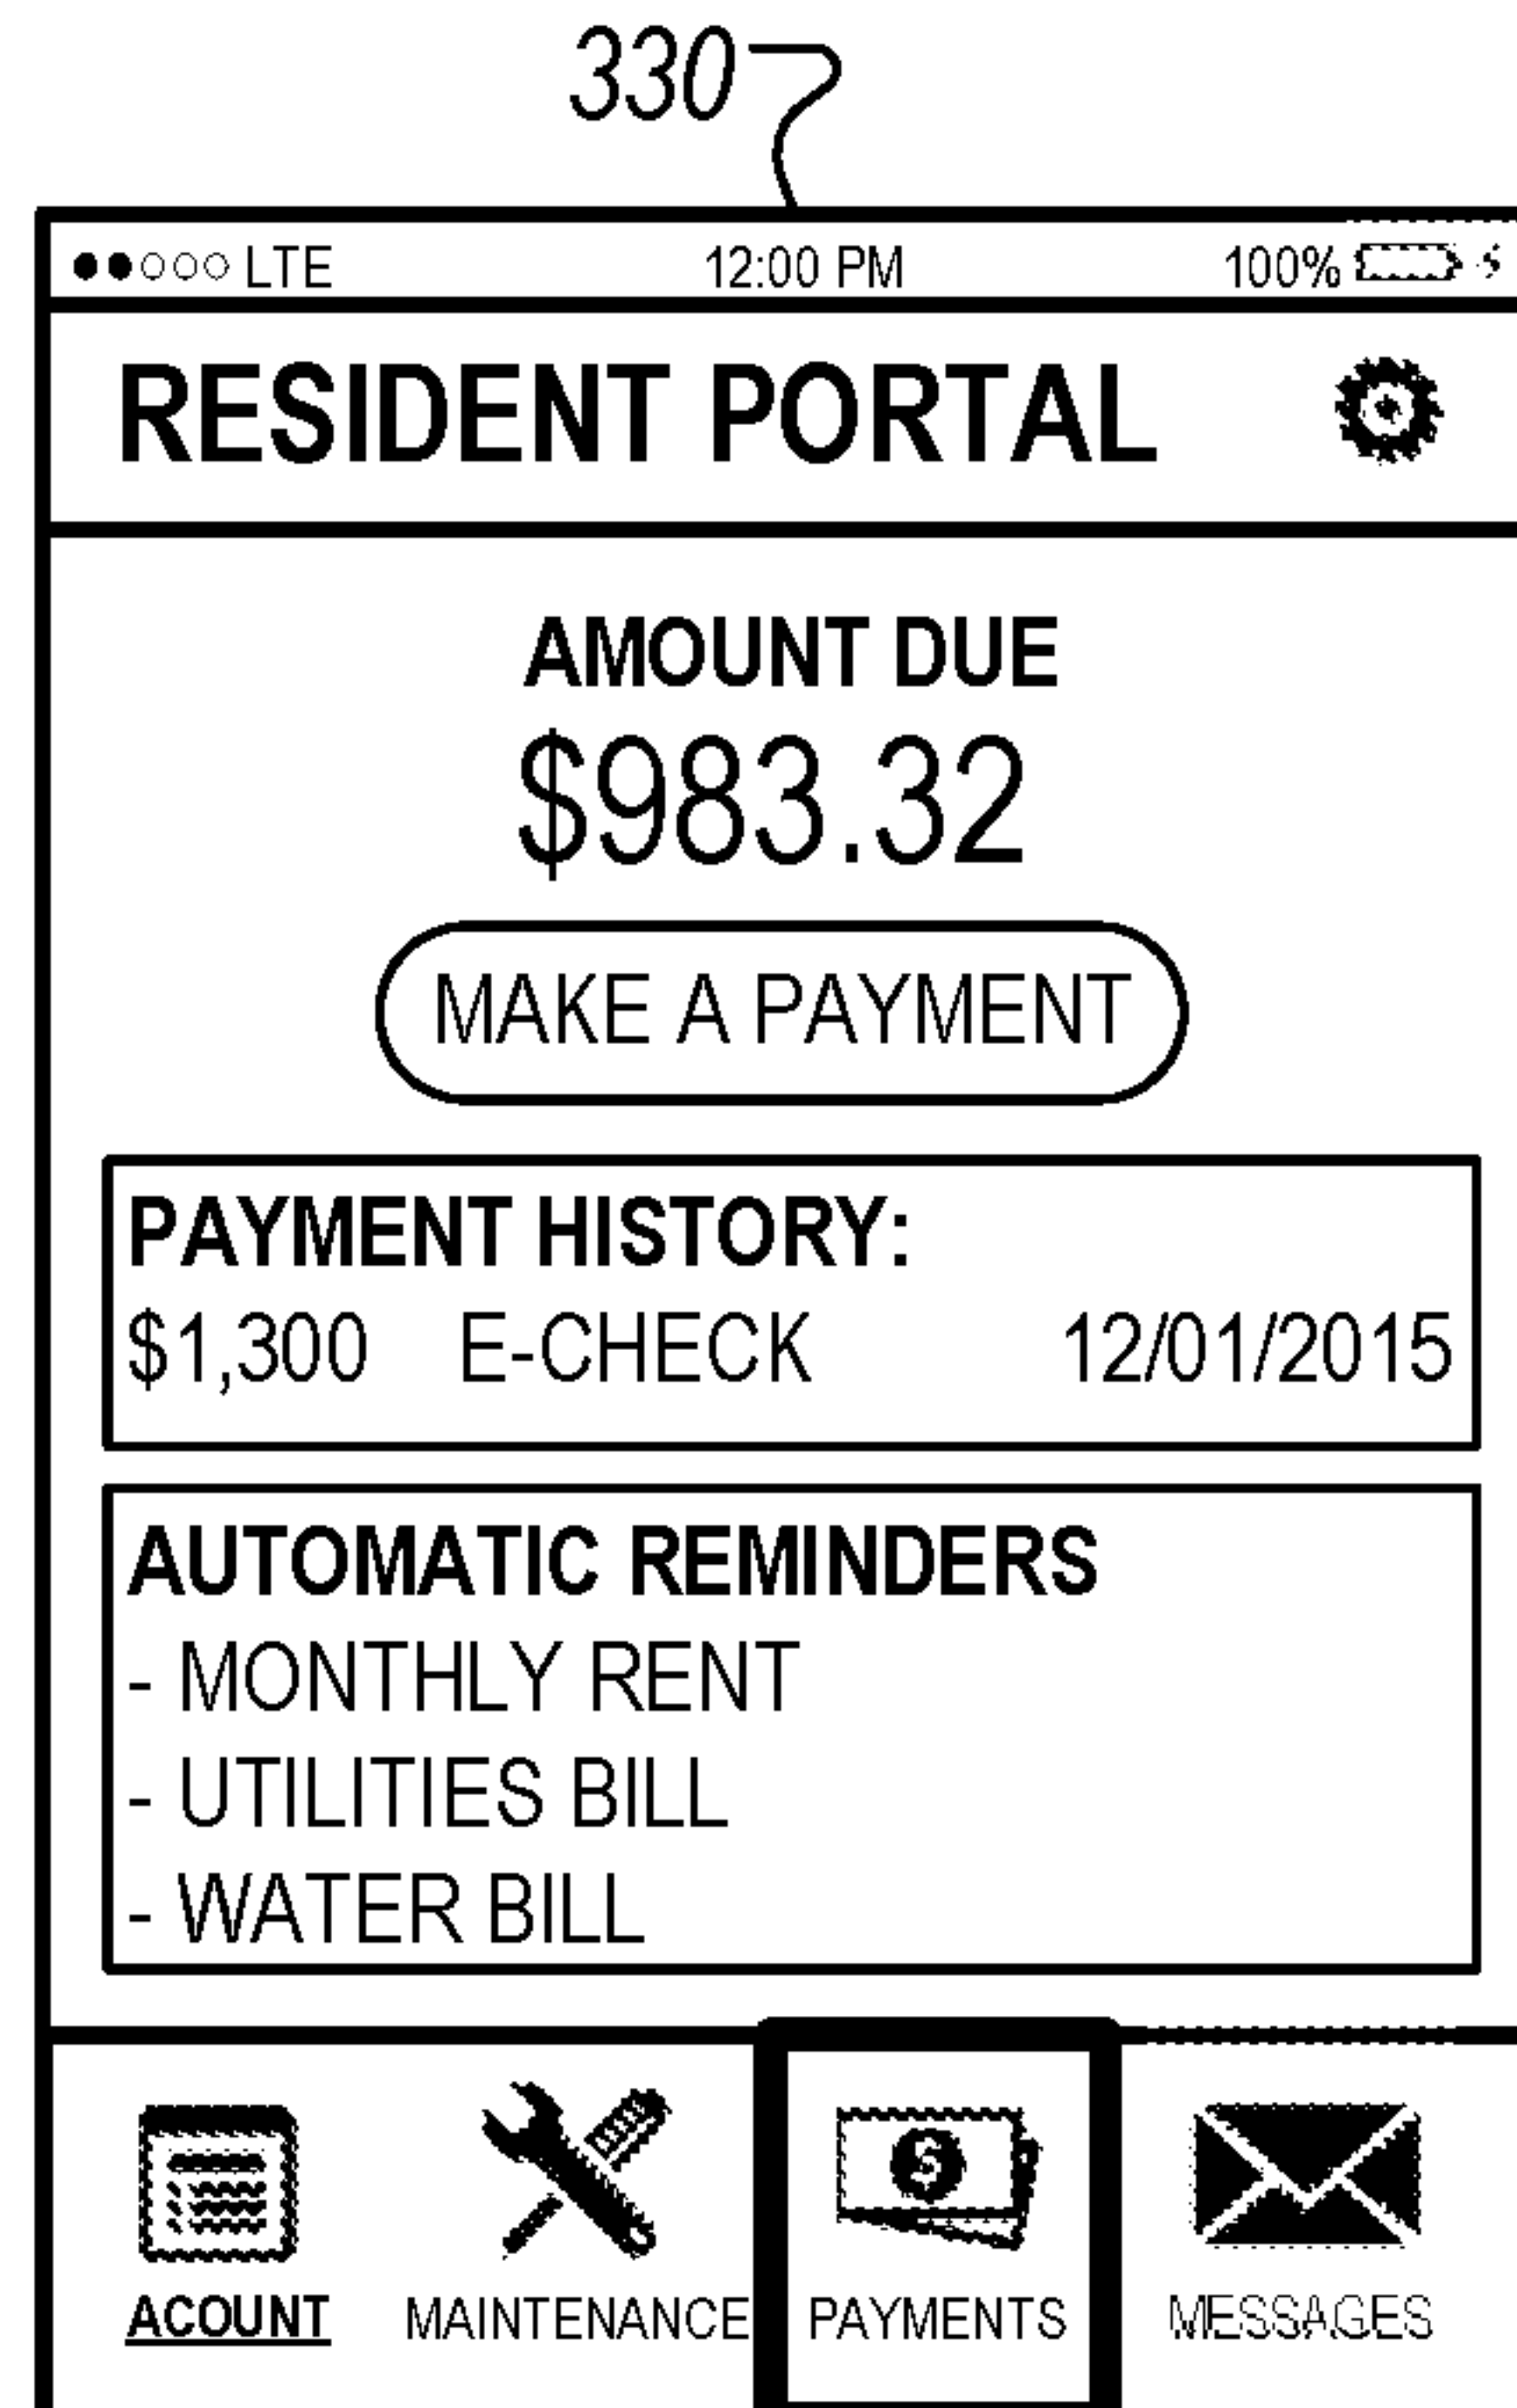 330
LTE 12:00 PM 100%
RESIDENT PORTAL
AMOUNT DUE
$983.32
MAKE A PAYMENT
PAYMENT HISTORY:
$1,300 E-CHECK 12/01/2015
AUTOMATIC REMINDERS
- MONTHLY RENT
- UTILITIES BILL
- WATER BILL
$
ACOUNT MAINTENANCE PAYMENTS MESSAGES